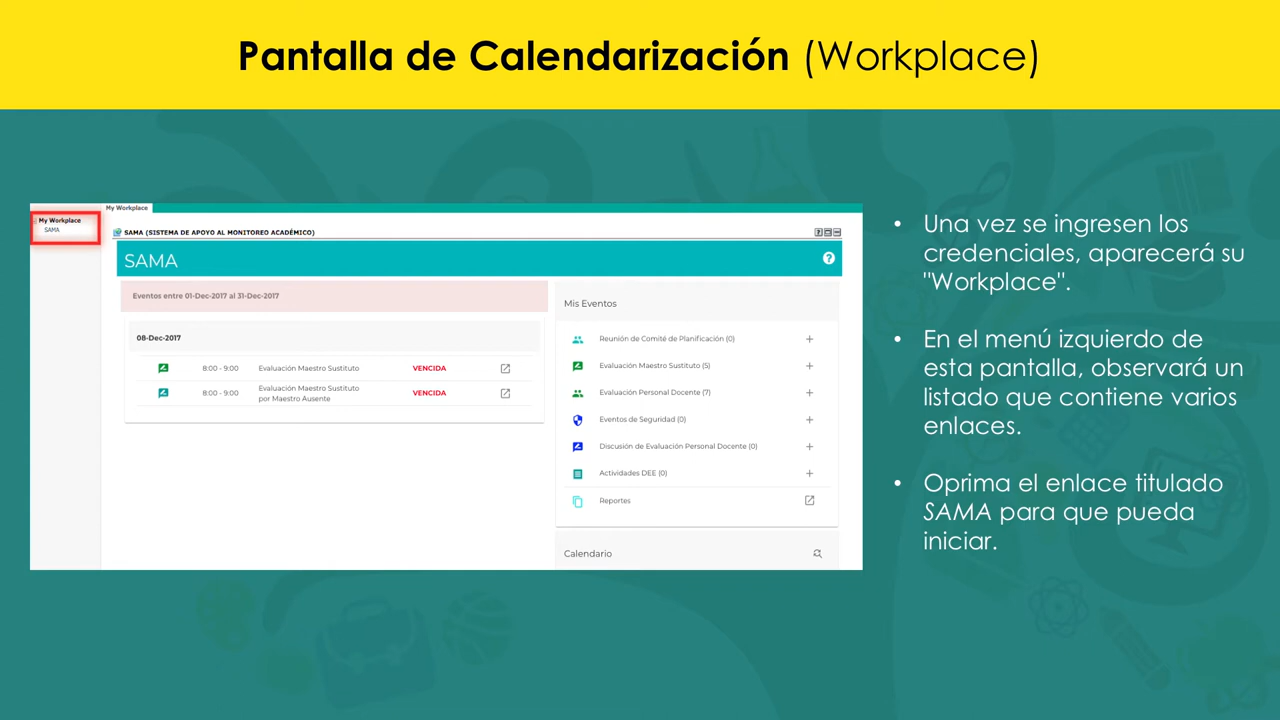 Pantalla de Calendarización (Workplace)
My Workplace
SAMA
My Workplace
SAMA (SISTEMA DE APOYO AL MONITOREO ACADÉMICO)
SAMA
Eventos entre 01-Dec-2017 al 31-Dec-2017
08-Dec-2017
8:00 - 9:00 Evaluación Maestro Sustituto VENCIDA
8:00 - 9:00 Evaluación Maestro Sustituto
por Maestro Ausente VENCIDA
Mis Eventos
Reunión de Comité de Planificación (0)
Evaluación Maestro Sustituto (5)
Evaluación Personal Docente (7)
Eventos de Seguridad (0)
Discusión de Evaluación Personal Docente (0)
Actividades DEE (0)
Reportes
Calendario
• Una vez se ingresen los
credenciales, aparecerá su
"Workplace".
• En el menú izquierdo de
esta pantalla, observará un
listado que contiene varios
enlaces.
• Oprima el enlace titulado
SAMA para que pueda
iniciar.